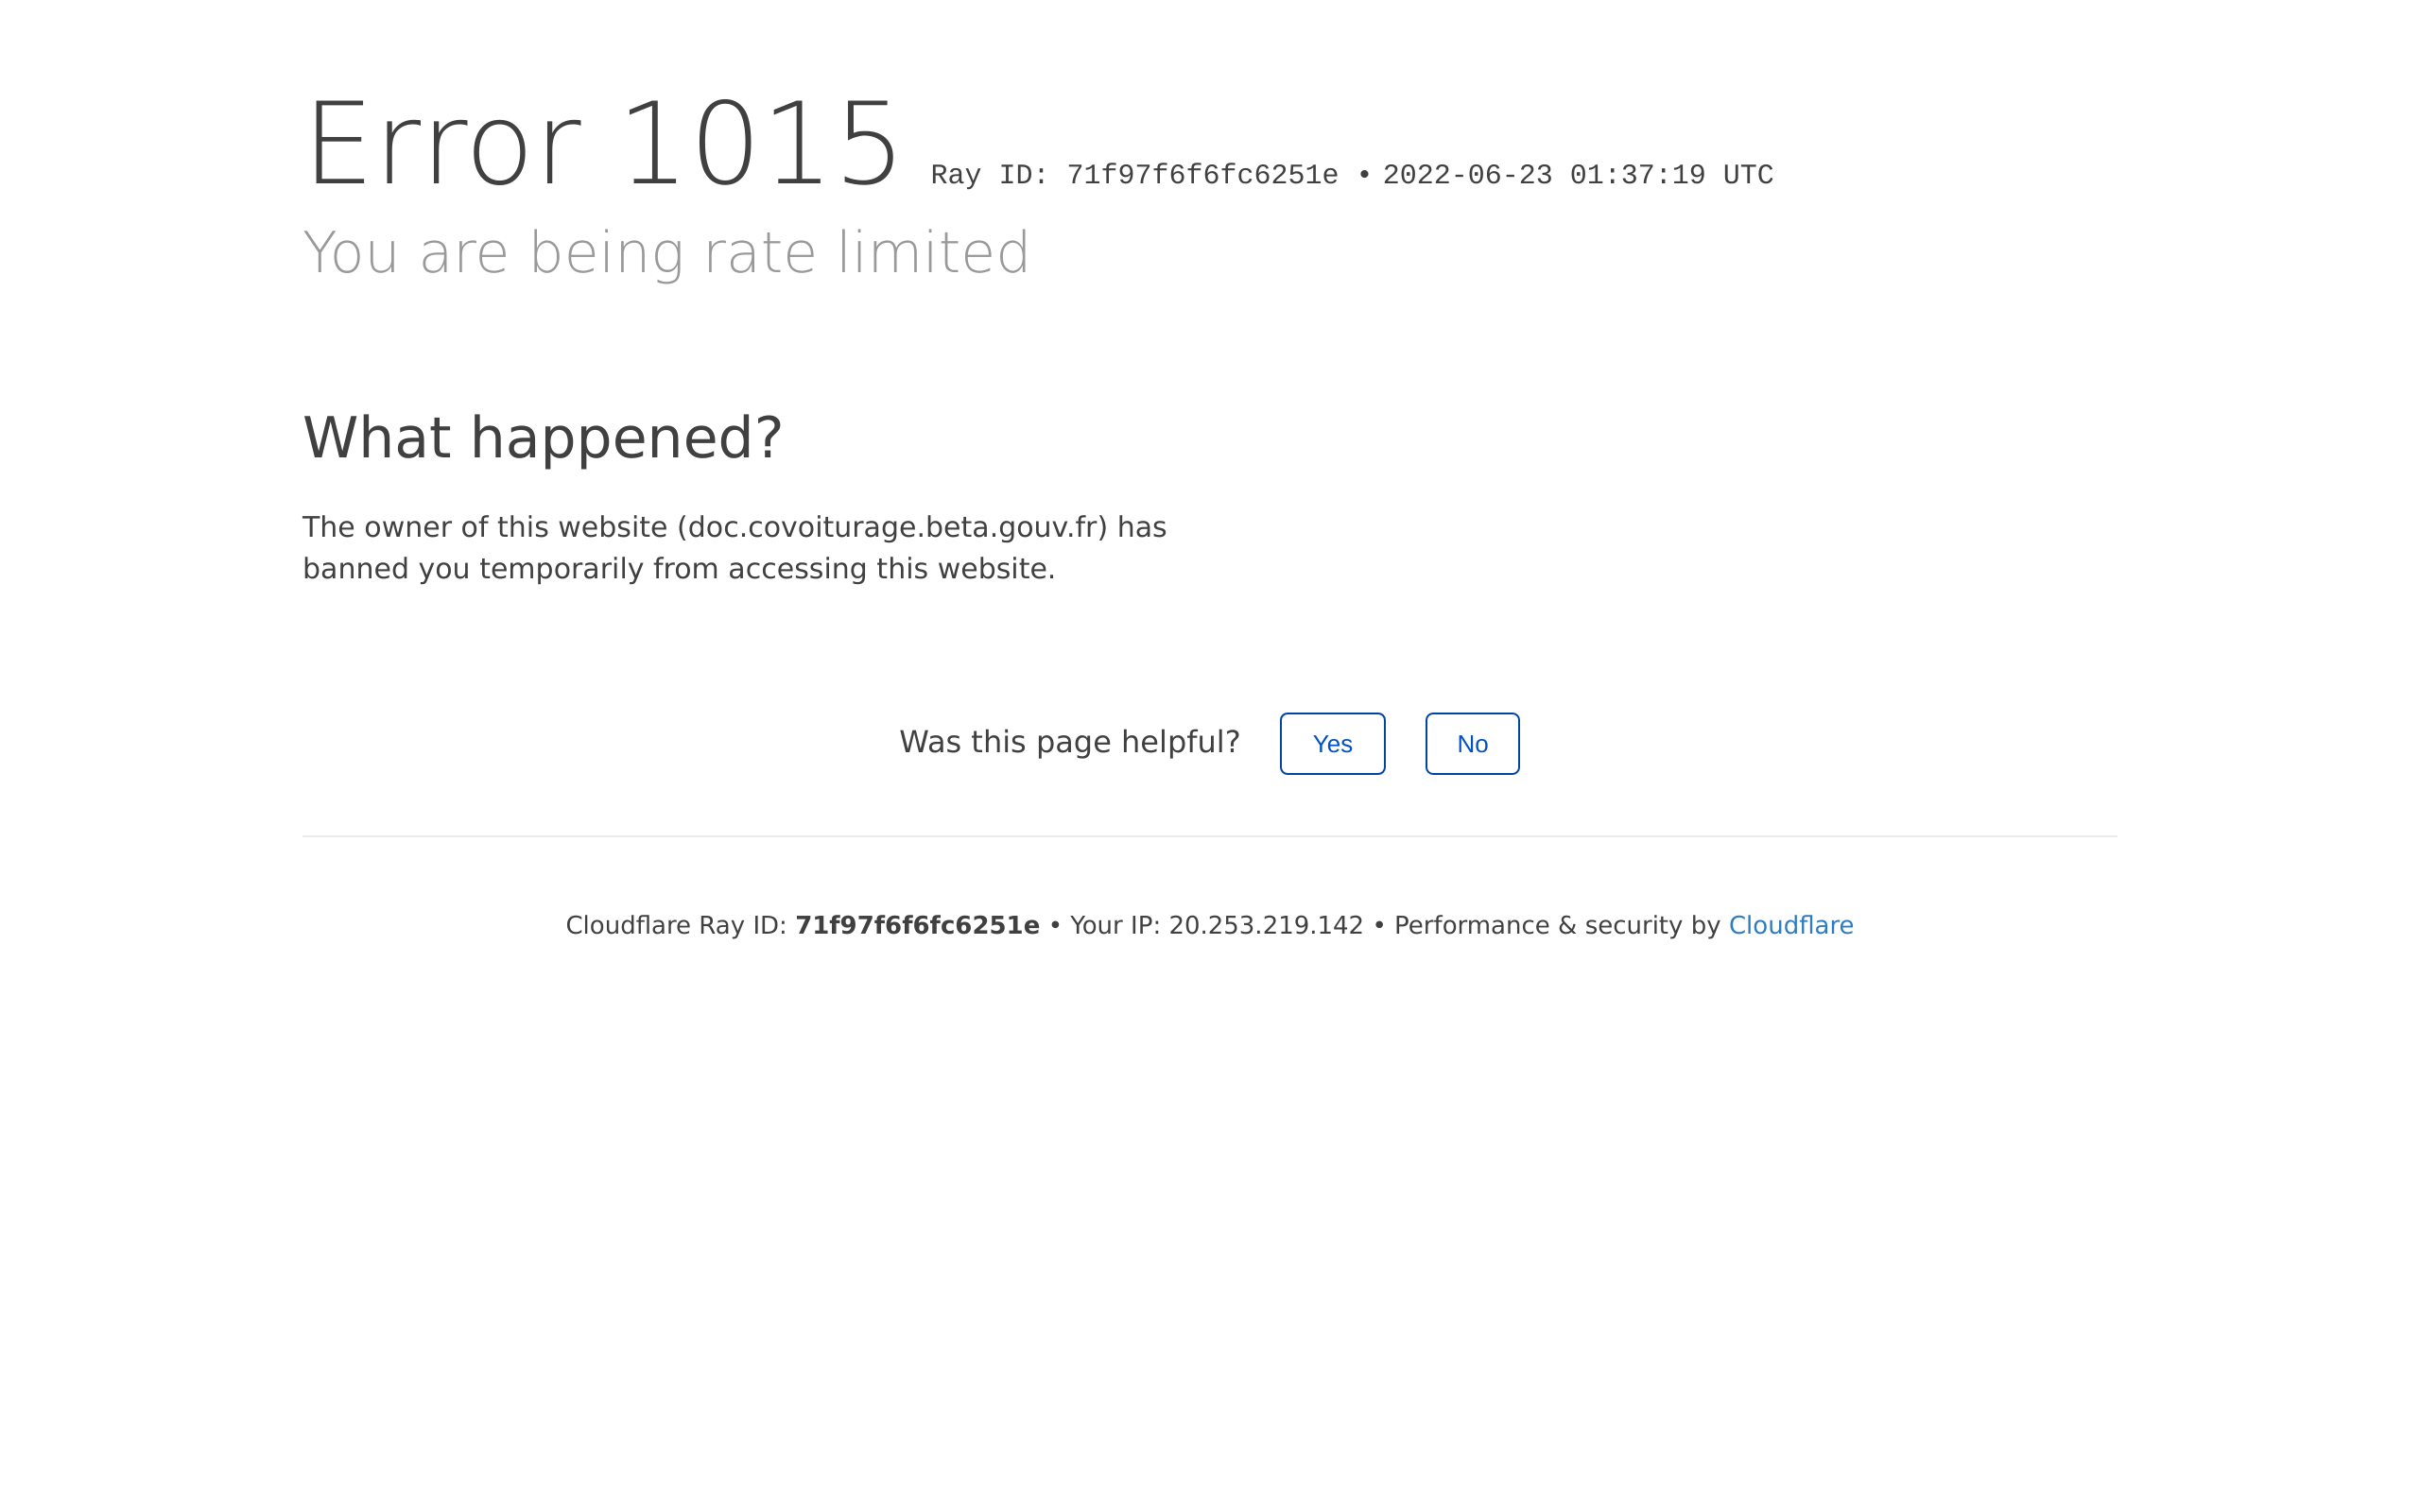 Error 1015 Ray ID: 71f97f6f6fc6251e • 2022-06-23 01:37:19 UTC
You are being rate limited
What happened?
The owner of this website (doc.covoiturage.beta.gouv.fr) has
banned you temporarily from accessing this website.
Was this page helpful? Yes No
Cloudflare Ray ID: 71f97f6f6fc6251e • Your IP: 20.253.219.142 • Performance & security by Cloudflare